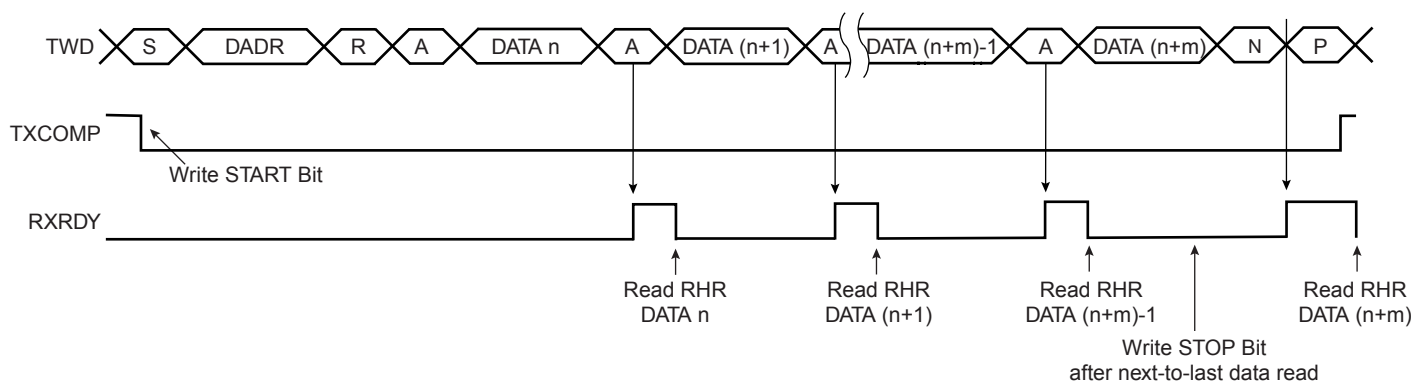 TWD S DADR R A DATA n A DATA (n+1) A DATA (n+m)-1 A DATA (n+m) N P
TXCOMP
Write START Bit
RXRDY
Read RHR Read RHR Read RHR Read RHR
DATA n DATA (n+1) DATA (n+m)-1 DATA (n+m)
Write STOP Bit
after next-to-last data read